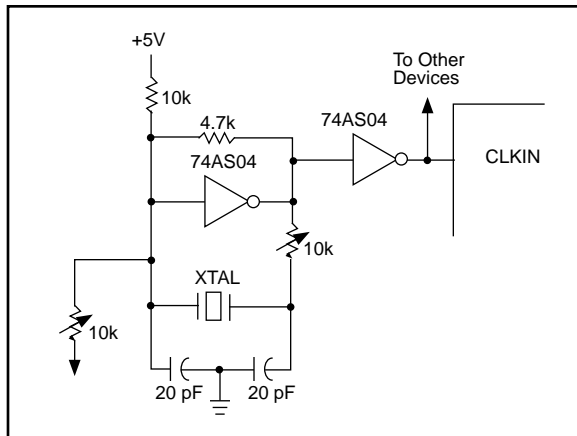 +5V
To Other
Devices
10k
4.7k
74AS04
74AS04
CLKIN
10k
XTAL
10k
20 pF
20 pF